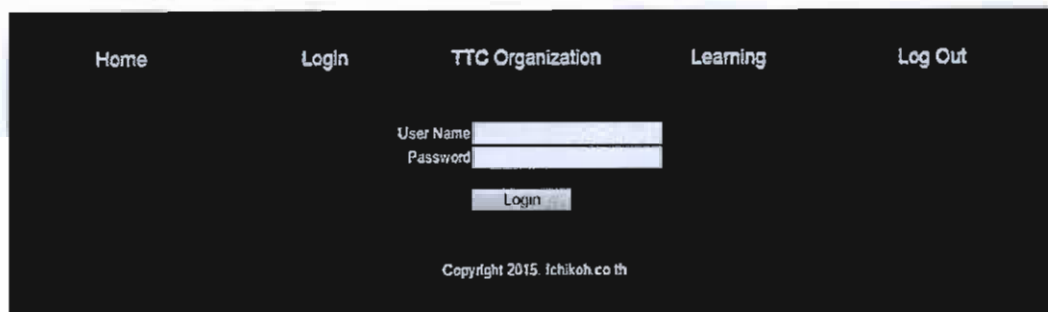 Home Login TTC Organization Learning Log Out
User Name
Password
Login
Copyright 2015. Ichikoh.co th